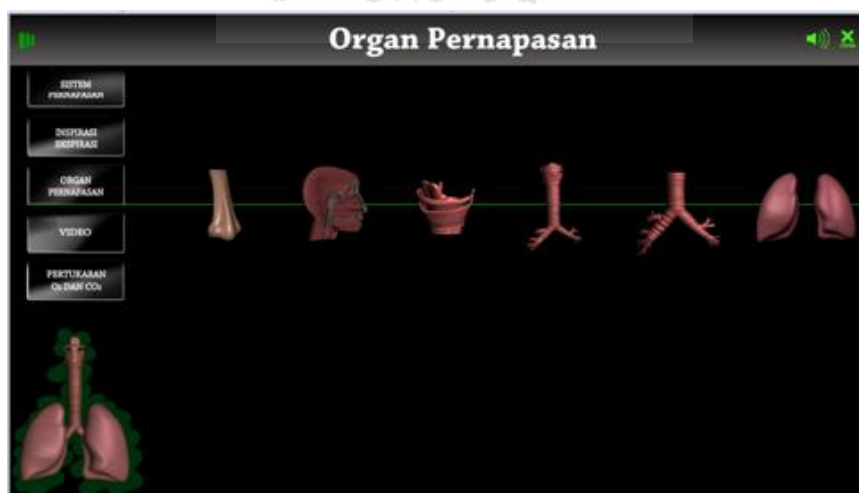 Organ Pernapasan
SISTEM
PERNAPASAN
INSPIRASI
EKSPIRASI
ORGAN
PERNAPASAN
VIDEO
PERTUKARAN
O₂ DAN CO₂